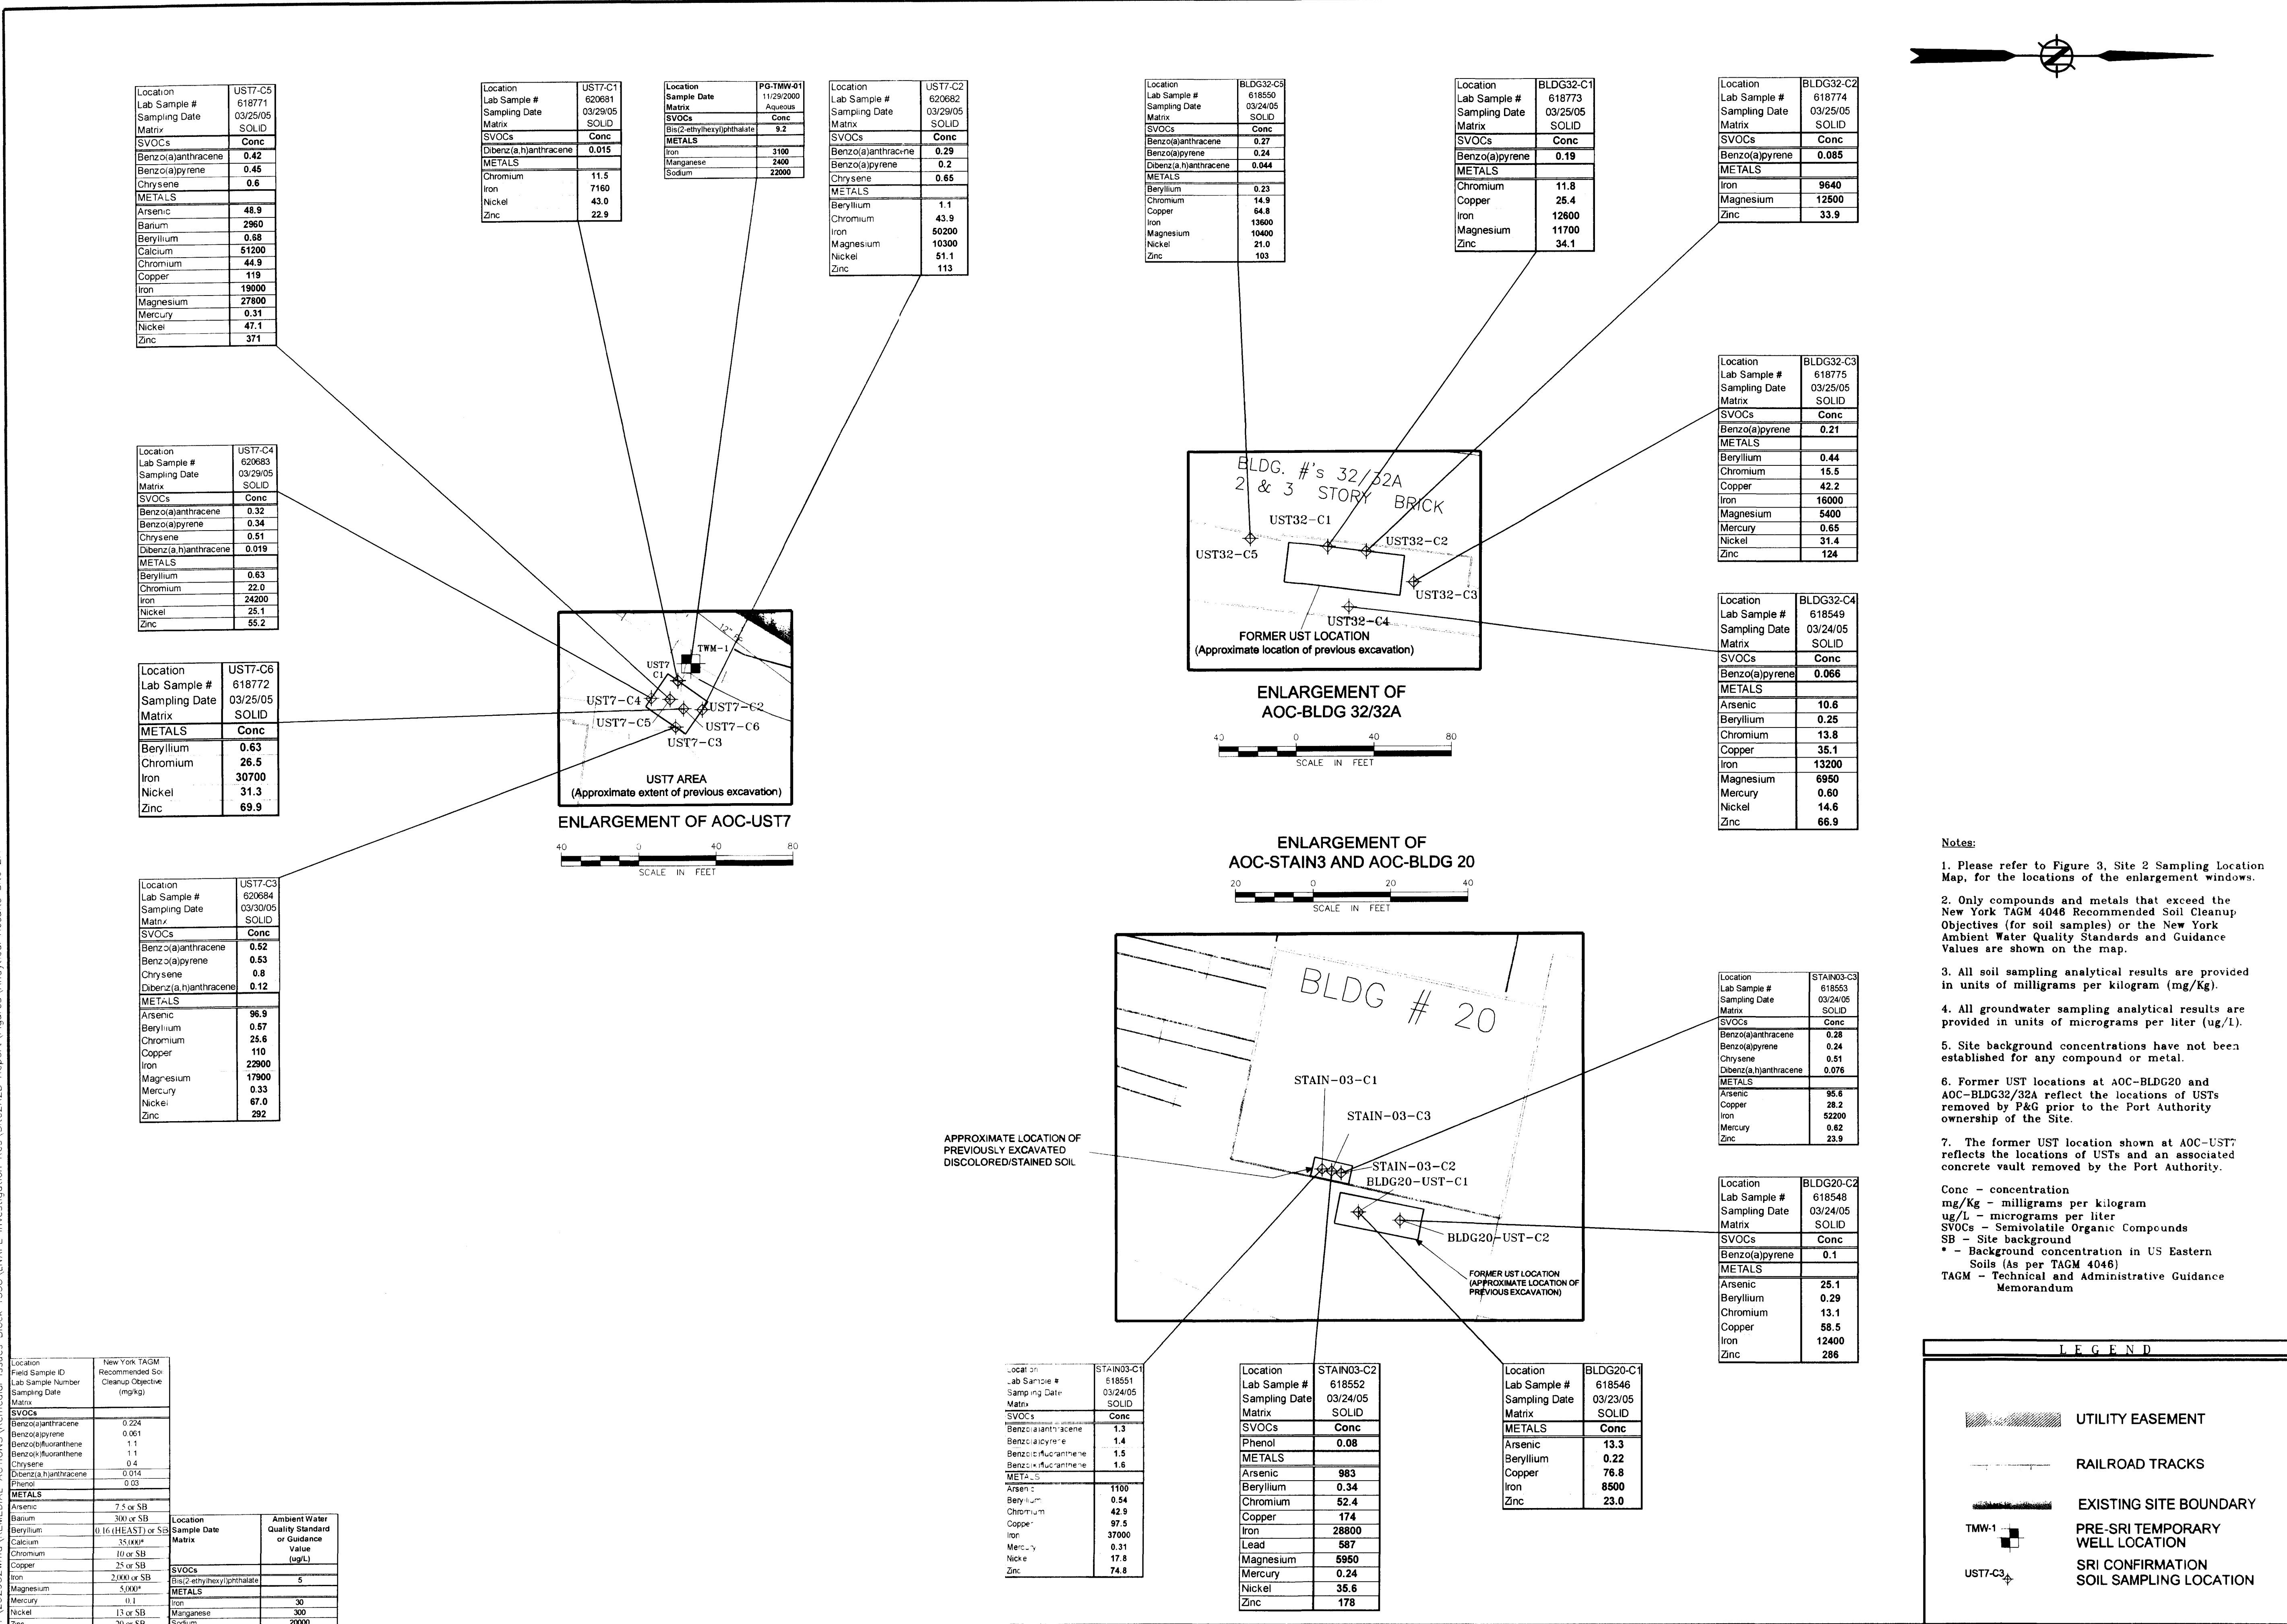 Location UST7-C5
Lab Sample # 618771
Sampling Date 03/25/05
Matrix SOLID
SVOCs Conc
Benzo(a)anthracene 0.42
Benzo(a)pyrene 0.45
Chrysene 0.6
METALS
Arsenic 48.9
Barium 2960
Beryllium 0.68
Calcium 51200
Chromium 44.9
Copper 119
Iron 19000
Magnesium 27800
Mercury 0.31
Nickel 47.1
Zinc 371
Location UST7-C1
Lab Sample # 620681
Sampling Date 03/29/05
Matrix SOLID
SVOCs Conc
Dibenz(a,h)anthracene 0.015
METALS
Chromium 11.5
Iron 7160
Nickel 43.0
Zinc 22.9
Location PG-TMW-01
Sample Date 11/29/2000
Matrix Aqueous
SVOCs Conc
Bis(2-ethylhexyl)phthalate 9.2
METALS
Iron 3100
Manganese 2400
Sodium 22000
Location UST7-C2
Lab Sample # 620682
Sampling Date 03/29/05
Matrix SOLID
SVOCs Conc
Benzo(a)anthracene 0.29
Benzo(a)pyrene 0.2
Chrysene 0.65
METALS
Beryllium 1.1
Chromium 43.9
Iron 50200
Magnesium 10300
Nickel 51.1
Zinc 113
Location BLDG32-C5
Lab Sample # 618550
Sampling Date 03/24/05
Matrix SOLID
SVOCs Conc
Benzo(a)anthracene 0.27
Benzo(a)pyrene 0.24
Dibenz(a,h)anthracene 0.044
METALS
Beryllium 0.23
Chromium 14.9
Copper 64.8
Iron 13600
Magnesium 10400
Nickel 21.0
Zinc 103
Location BLDG32-C1
Lab Sample # 618773
Sampling Date 03/25/05
Matrix SOLID
SVOCs Conc
Benzo(a)pyrene 0.19
METALS
Chromium 11.8
Copper 25.4
Iron 12600
Magnesium 11700
Zinc 34.1
Location BLDG32-C2
Lab Sample # 618774
Sampling Date 03/25/05
Matrix SOLID
SVOCs Conc
Benzo(a)pyrene 0.085
METALS
Iron 9640
Magnesium 12500
Zinc 33.9
Location BLDG32-C3
Lab Sample # 618775
Sampling Date 03/25/05
Matrix SOLID
SVOCs Conc
Benzo(a)pyrene 0.21
METALS
Beryllium 0.44
Chromium 15.5
Copper 42.2
Iron 16000
Magnesium 5400
Mercury 0.65
Nickel 31.4
Zinc 124
Location UST7-C4
Lab Sample # 620683
Sampling Date 03/29/05
Matrix SOLID
SVOCs Conc
Benzo(a)anthracene 0.32
Benzo(a)pyrene 0.34
Chrysene 0.51
Dibenz(a,h)anthracene 0.019
METALS
Beryllium 0.63
Chromium 22.0
Iron 24200
Nickel 25.1
Zinc 55.2
Location UST7-C6
Lab Sample # 618772
Sampling Date 03/25/05
Matrix SOLID
METALS Conc
Beryllium 0.63
Chromium 26.5
Iron 30700
Nickel 31.3
Zinc 69.9
Location UST7-C3
Lab Sample # 620684
Sampling Date 03/30/05
Matrix SOLID
SVOCs Conc
Benzo(a)anthracene 0.52
Benzo(a)pyrene 0.53
Chrysene 0.8
Dibenz(a,h)anthracene 0.12
METALS
Arsenic 96.9
Beryllium 0.57
Chromium 25.6
Copper 110
Iron 22900
Magnesium 17900
Mercury 0.33
Nickel 67.0
Zinc 292
12"
TWM-1
UST7
C1
UST7-C4
UST7-C2
UST7-C5
UST7-C6
UST7-C3
UST7 AREA
(Approximate extent of previous excavation)
ENLARGEMENT OF AOC-UST7
40 0 40 80
SCALE IN FEET
BLDG. #'s 32/32A
2 & 3 STORY BRICK
UST32-C1
UST32-C2
UST32-C5
UST32-C3
UST32-C4
FORMER UST LOCATION
(Approximate location of previous excavation)
ENLARGEMENT OF
AOC-BLDG 32/32A
40 0 40 80
SCALE IN FEET
Location BLDG32-C4
Lab Sample # 618549
Sampling Date 03/24/05
Matrix SOLID
SVOCs Conc
Benzo(a)pyrene 0.066
METALS
Arsenic 10.6
Beryllium 0.25
Chromium 13.8
Copper 35.1
Iron 13200
Magnesium 6950
Mercury 0.60
Nickel 14.6
Zinc 66.9
ENLARGEMENT OF
AOC-STAIN3 AND AOC-BLDG 20
20 0 20 40
SCALE IN FEET
BLDG # 20
STAIN-03-C1
STAIN-03-C3
STAIN-03-C2
BLDG20-UST-C1
BLDG20-UST-C2
APPROXIMATE LOCATION OF
PREVIOUSLY EXCAVATED
DISCOLORED/STAINED SOIL
FORMER UST LOCATION
(APPROXIMATE LOCATION OF
PREVIOUS EXCAVATION)
Location STAIN03-C3
Lab Sample # 618553
Sampling Date 03/24/05
Matrix SOLID
SVOCs Conc
Benzo(a)anthracene 0.28
Benzo(a)pyrene 0.24
Chrysene 0.51
Dibenz(a,h)anthracene 0.076
METALS
Arsenic 95.6
Copper 28.2
Iron 52200
Mercury 0.62
Zinc 23.9
Location BLDG20-C2
Lab Sample # 618548
Sampling Date 03/24/05
Matrix SOLID
SVOCs Conc
Benzo(a)pyrene 0.1
METALS
Arsenic 25.1
Beryllium 0.29
Chromium 13.1
Copper 58.5
Iron 12400
Zinc 286
Location STAIN03-C1
Lab Sample # 618551
Sampling Date 03/24/05
Matrix SOLID
SVOCs Conc
Benzo(a)anthracene 1.3
Benzo(a)pyrene 1.4
Benzo(b)fluoranthene 1.5
Benzo(k)fluoranthene 1.6
METALS
Arsenic 1100
Beryllium 0.54
Chromium 42.9
Copper 97.5
Iron 37000
Mercury 0.31
Nickel 17.8
Zinc 74.8
Location STAIN03-C2
Lab Sample # 618552
Sampling Date 03/24/05
Matrix SOLID
SVOCs Conc
Phenol 0.08
METALS
Arsenic 983
Beryllium 0.34
Chromium 52.4
Copper 174
Iron 28800
Lead 587
Magnesium 5950
Mercury 0.24
Nickel 35.6
Zinc 178
Location BLDG20-C1
Lab Sample # 618546
Sampling Date 03/23/05
Matrix SOLID
METALS Conc
Arsenic 13.3
Beryllium 0.22
Copper 76.8
Iron 8500
Zinc 23.0
Location New York TAGM
Field Sample ID Recommended Soi
Lab Sample Number Cleanup Objective
Sampling Date (mg/kg)
Matrix
SVOCs
Benzo(a)anthracene 0.224
Benzo(a)pyrene 0.061
Benzo(b)fluoranthene 1.1
Benzo(k)fluoranthene 1.1
Chrysene 0.4
Dibenz(a,h)anthracene 0.014
Phenol 0.03
METALS
Arsenic 7.5 or SB
Barium 300 or SB
Beryllium 0.16 (HEAST) or SB
Calcium 35,000*
Chromium 10 or SB
Copper 25 or SB
Iron 2,000 or SB
Magnesium 5,000*
Mercury 0.1
Nickel 13 or SB
Zinc 20 or SB
Location Ambient Water
Sample Date Quality Standard
Matrix or Guidance
Value
(ug/L)
SVOCs
Bis(2-ethylhexyl)phthalate 5
METALS
Iron 30
Manganese 300
Sodium 20000
Notes:
1. Please refer to Figure 3, Site 2 Sampling Location
Map, for the locations of the enlargement windows.
2. Only compounds and metals that exceed the
New York TAGM 4046 Recommended Soil Cleanup
Objectives (for soil samples) or the New York
Ambient Water Quality Standards and Guidance
Values are shown on the map.
3. All soil sampling analytical results are provided
in units of milligrams per kilogram (mg/Kg).
4. All groundwater sampling analytical results are
provided in units of micrograms per liter (ug/L).
5. Site background concentrations have not been
established for any compound or metal.
6. Former UST locations at AOC-BLDG20 and
AOC-BLDG32/32A reflect the locations of USTs
removed by P&G prior to the Port Authority
ownership of the Site.
7. The former UST location shown at AOC-UST7
reflects the locations of USTs and an associated
concrete vault removed by the Port Authority.
Conc - concentration
mg/Kg - milligrams per kilogram
ug/L - micrograms per liter
SVOCs - Semivolatile Organic Compounds
SB - Site background
* - Background concentration in US Eastern
Soils (As per TAGM 4046)
TAGM - Technical and Administrative Guidance
Memorandum
LEGEND
UTILITY EASEMENT
RAILROAD TRACKS
EXISTING SITE BOUNDARY
TMW-1 PRE-SRI TEMPORARY
WELL LOCATION
UST7-C3 SRI CONFIRMATION
SOIL SAMPLING LOCATION